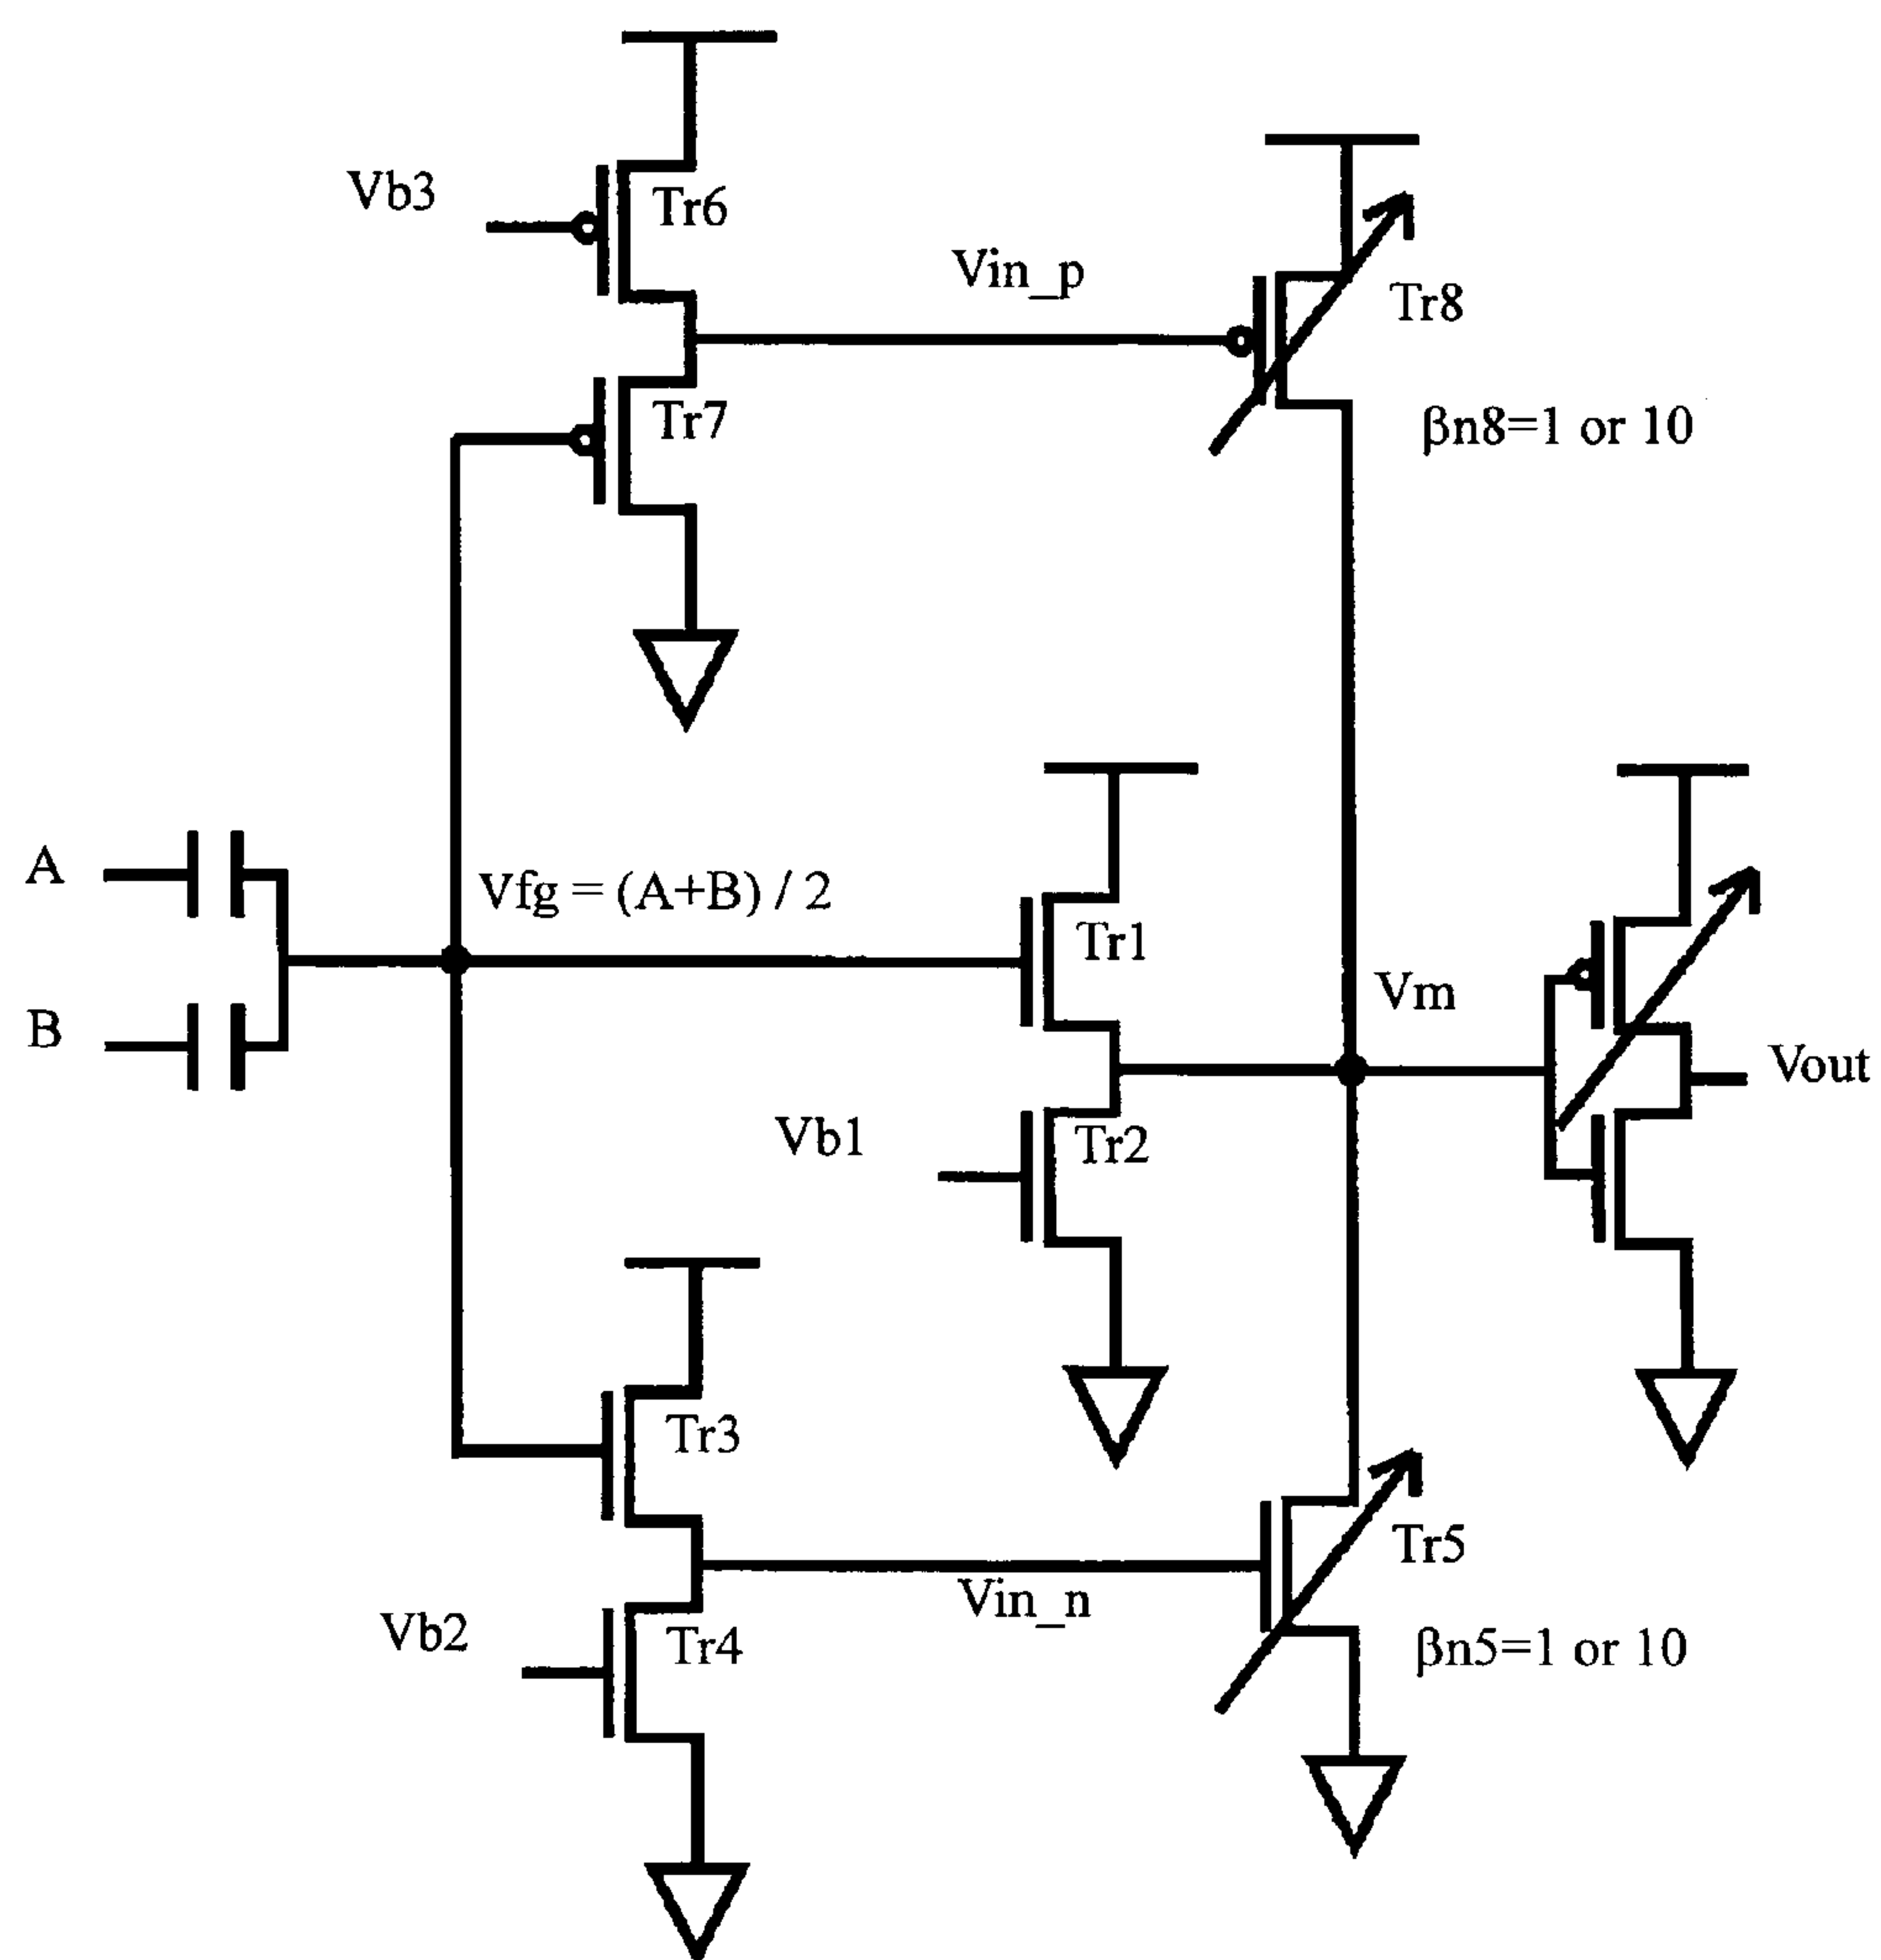 Vb3
Tr6
Vin_p
Tr8
Tr7
βn8=1 or 10
A
Vfg = (A+B) / 2
Tr1
B
Vm
Vout
Vb1
Tr2
Tr3
Tr5
Vin_n
Vb2
Tr4
βn5=1 or 10